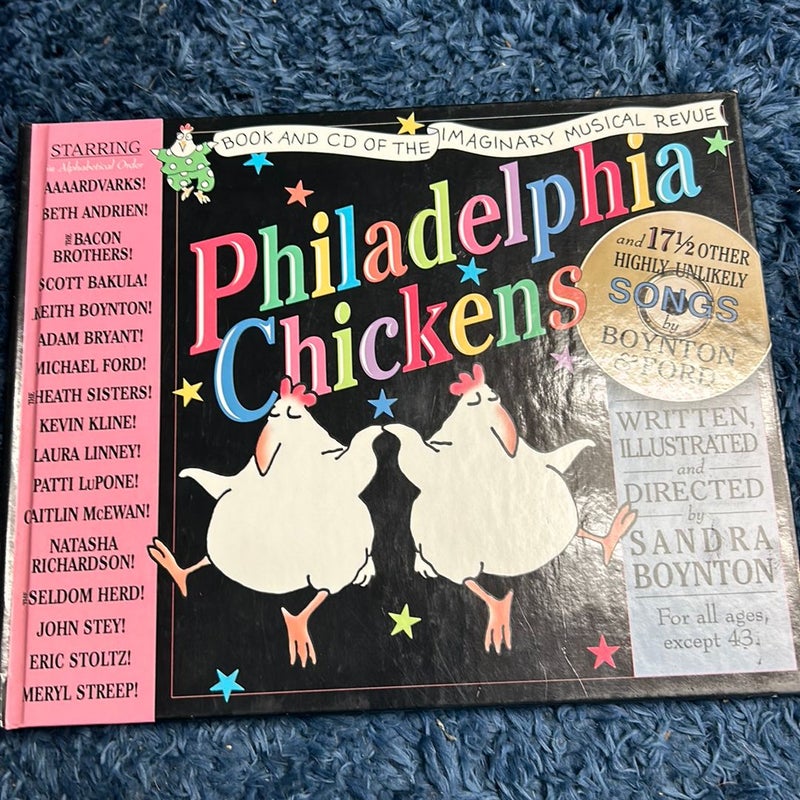 BOOK AND CD OF THE IMAGINARY MUSICAL REVUE
STARRING
in Alphabetical Order
AAAARDVARKS!
BETH ANDRIEN!
THE BACON
BROTHERS!
SCOTT BAKULA!
KEITH BOYNTON!
ADAM BRYANT!
MICHAEL FORD!
THE HEATH SISTERS!
KEVIN KLINE!
LAURA LINNEY!
PATTI LuPONE!
CAITLIN McEWAN!
NATASHA
RICHARDSON!
THE SELDOM HERD!
JOHN STEY!
ERIC STOLTZ!
MERYL STREEP!
Philadelphia
Chickens
and 17½ OTHER
HIGHLY UNLIKELY
SONGS
by
BOYNTON
& FORD
WRITTEN,
ILLUSTRATED
and
DIRECTED
by
SANDRA
BOYNTON
For all ages,
except 43.